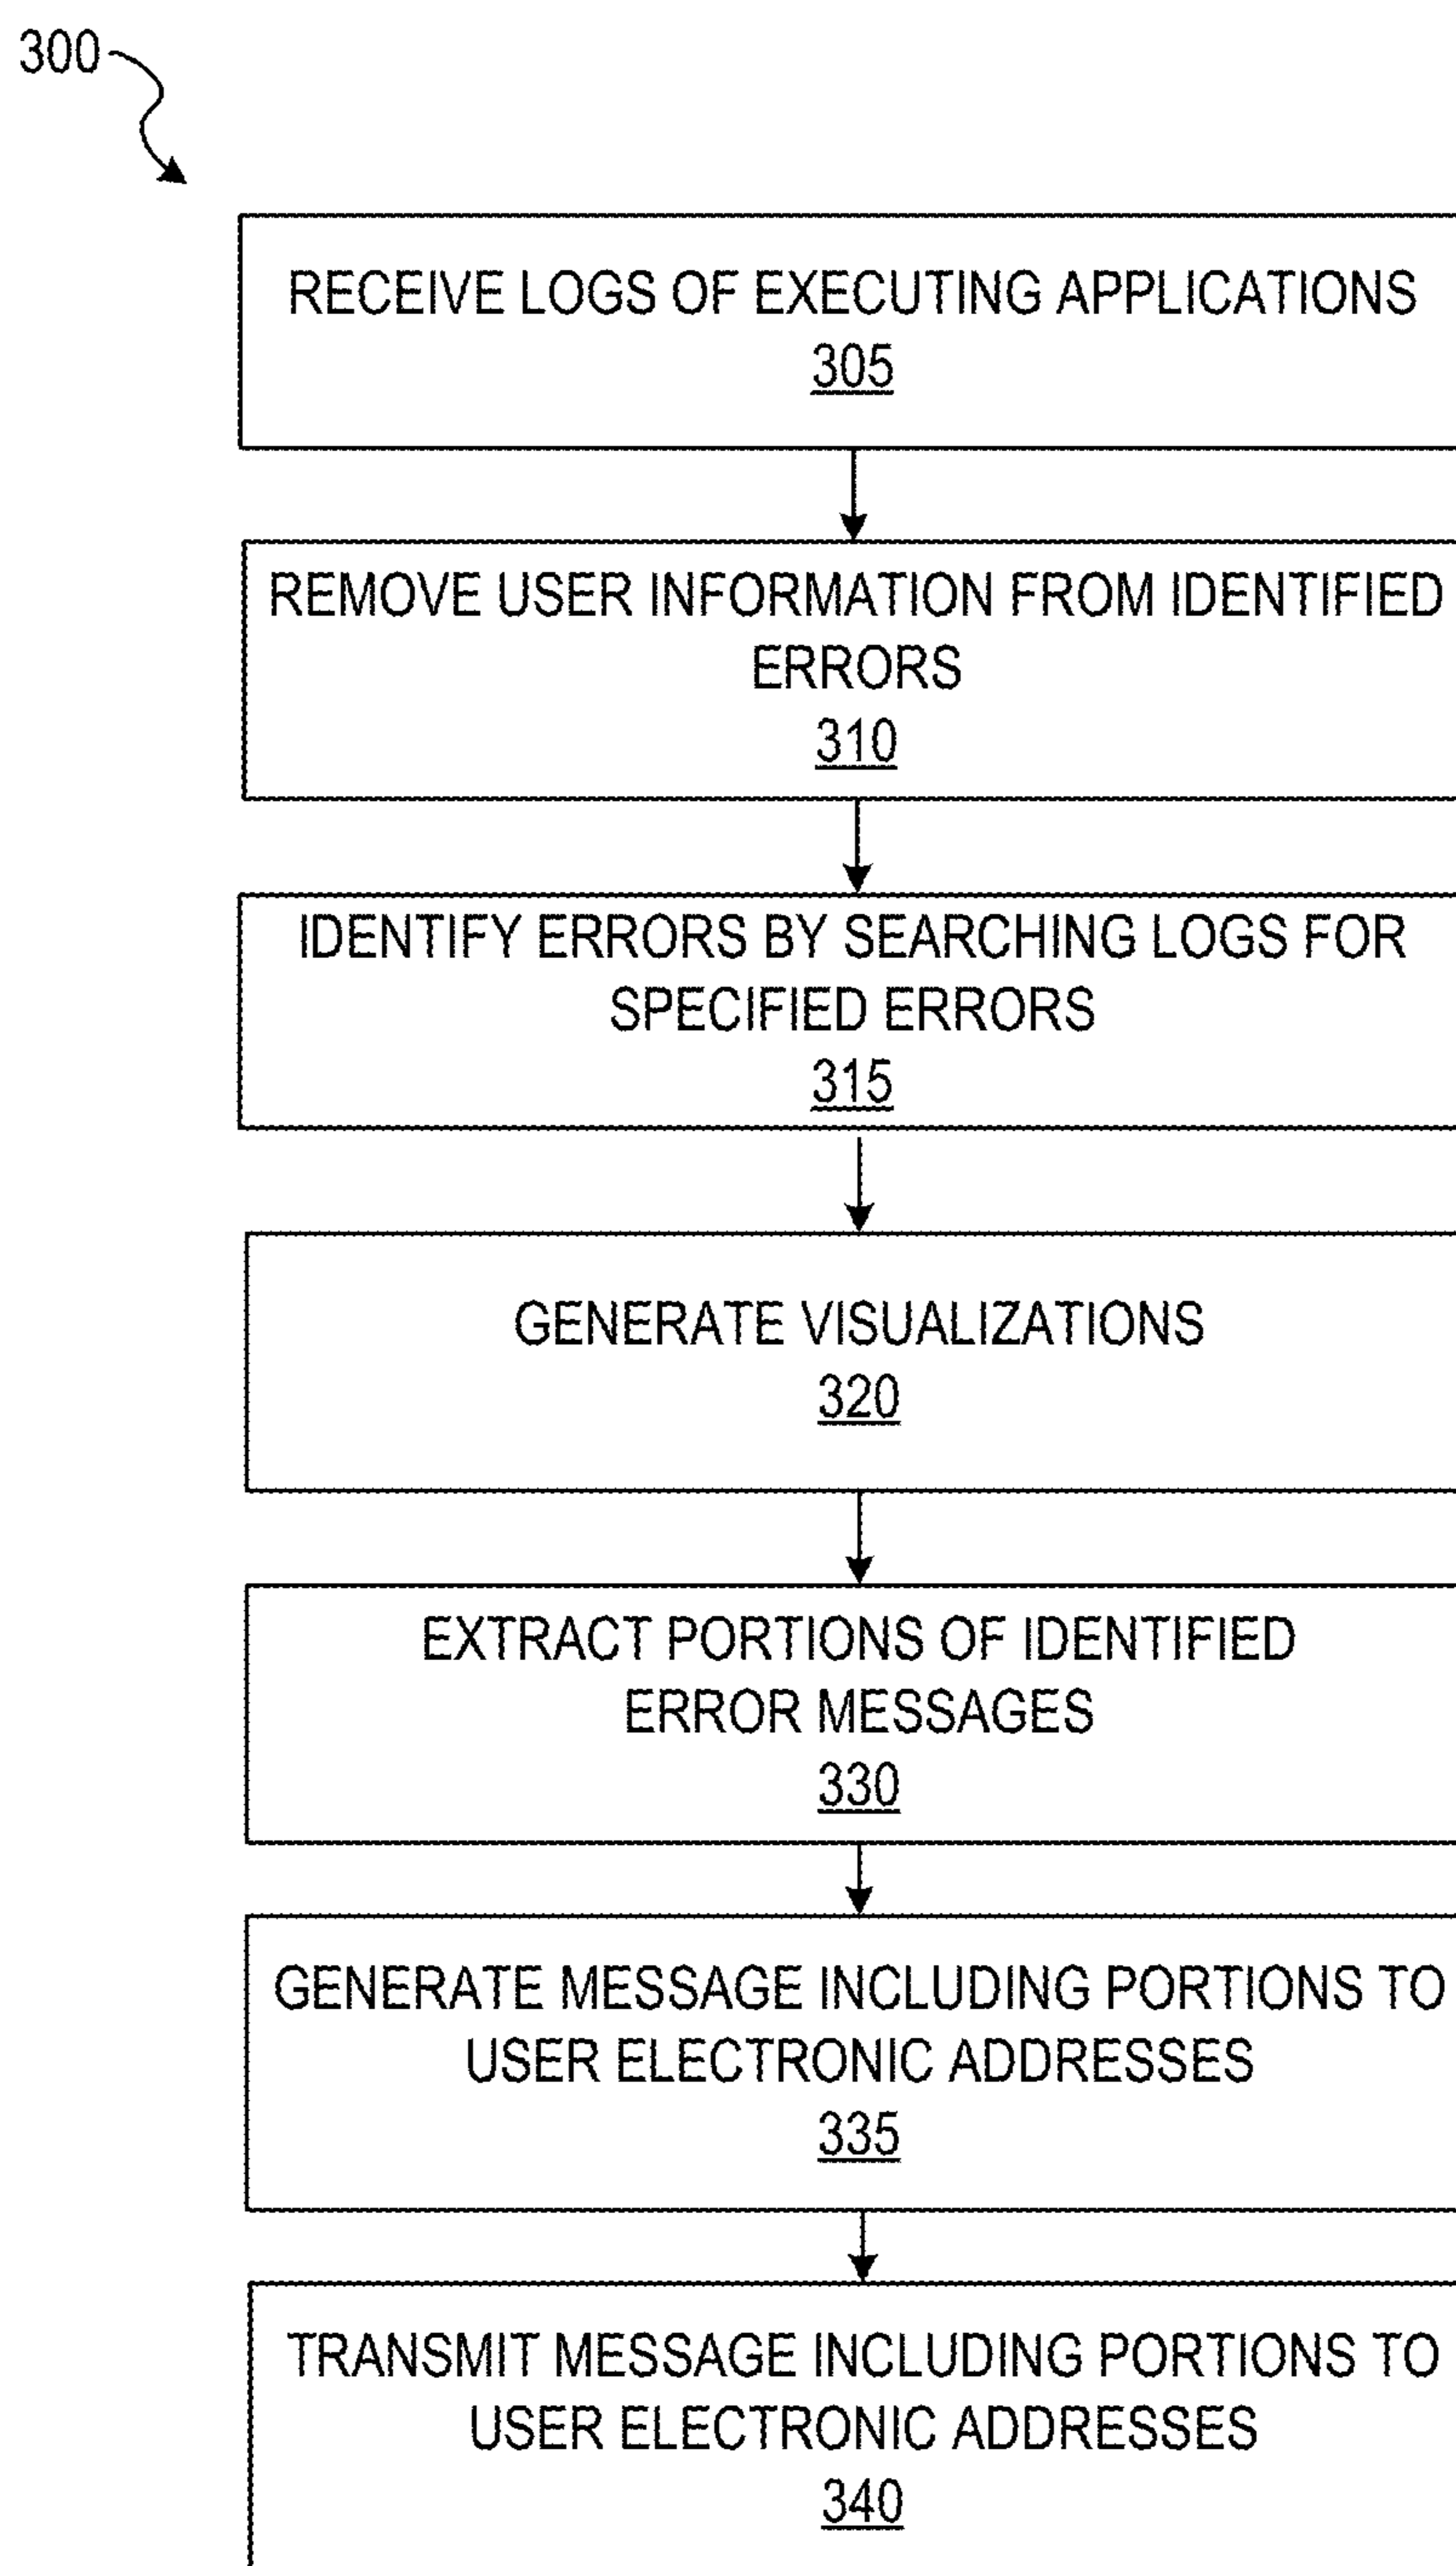 300
RECEIVE LOGS OF EXECUTING APPLICATIONS
305
REMOVE USER INFORMATION FROM IDENTIFIED
ERRORS
310
IDENTIFY ERRORS BY SEARCHING LOGS FOR
SPECIFIED ERRORS
315
GENERATE VISUALIZATIONS
320
EXTRACT PORTIONS OF IDENTIFIED
ERROR MESSAGES
330
GENERATE MESSAGE INCLUDING PORTIONS TO
USER ELECTRONIC ADDRESSES
335
TRANSMIT MESSAGE INCLUDING PORTIONS TO
USER ELECTRONIC ADDRESSES
340